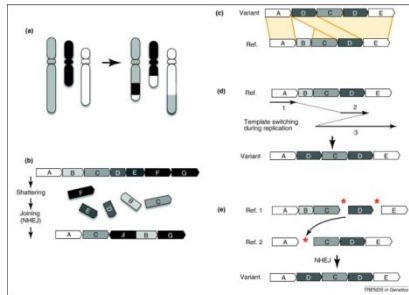 (a)
(b)
A B C D E F G
Shattering
Joining
(NHEJ)
A C F B G
(c)
Variant A D C D E
Ref. A B C D E
(d)
Ref. A B C D E
1
2
Template switching
during replication
3
Variant A D C D E
(e)
Ref. 1 A B C * D * E
Ref. 2 A * C D E
NHEJ
Variant A D C D E
TRENDS in Genetics